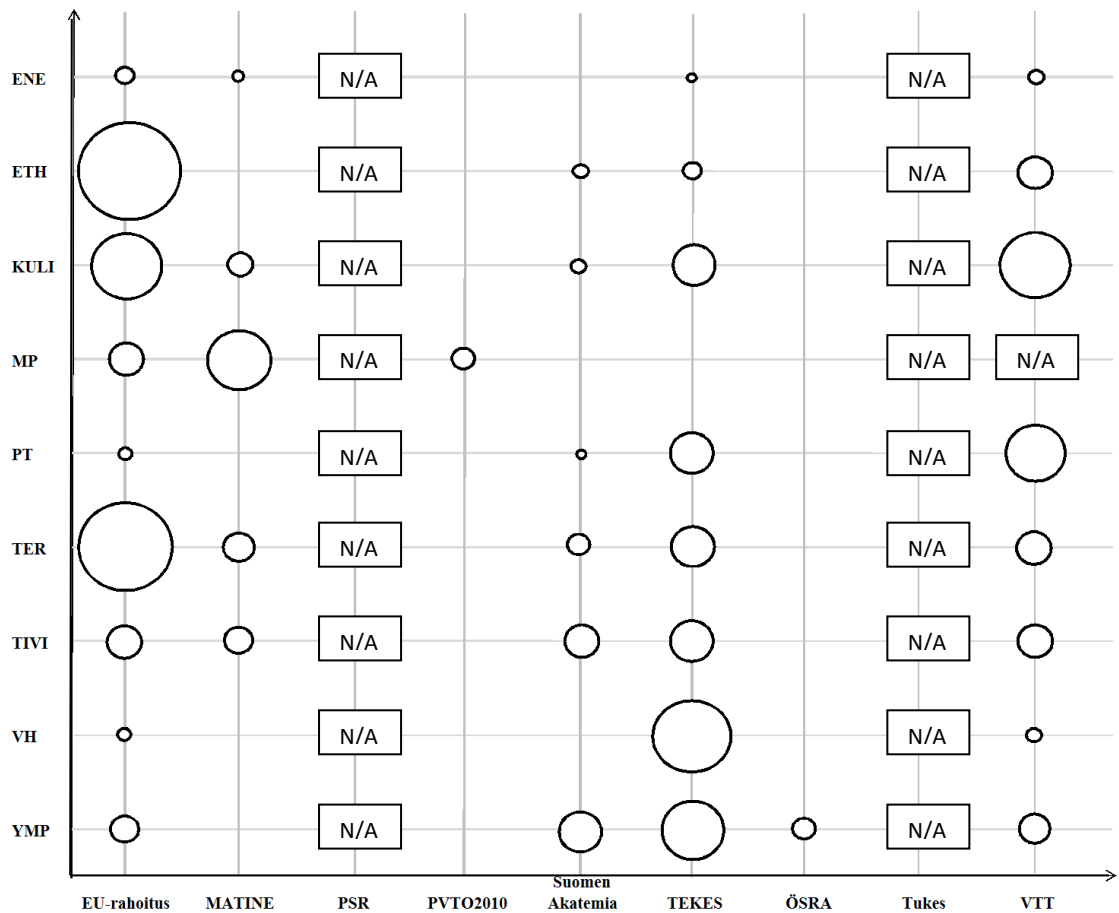 ENE N/A N/A
ETH N/A N/A
KULI N/A N/A
MP N/A N/A N/A
PT N/A N/A
TER N/A N/A
TIVI N/A N/A
VH N/A N/A
YMP N/A N/A
Suomen
EU-rahoitus MATINE PSR PVTO2010 Akatemia TEKES ÖSRA Tukes VTT